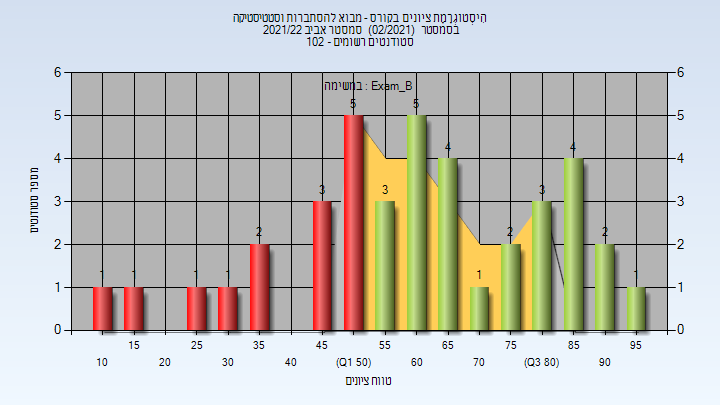 הִיסְטוֹגְרָמַת ציונים בקורס - מבוא להסתברות וסטטיסטיקה
בסמסטר (02/2021) סמסטר אביב 2021/22
סטודנטים רשומים - 102
במשימה : Exam_B
6 6
5 5
4 4
3 3
2 2
1 1
0 0
1 1 1 1 2 3 5 3 5 4 1 2 3 4 2 1
מספר סטודנטים
15 25 35 45 55 65 75 85 95
10 20 30 40 (Q1 50) 60 70 (Q3 80) 90
טווח ציונים